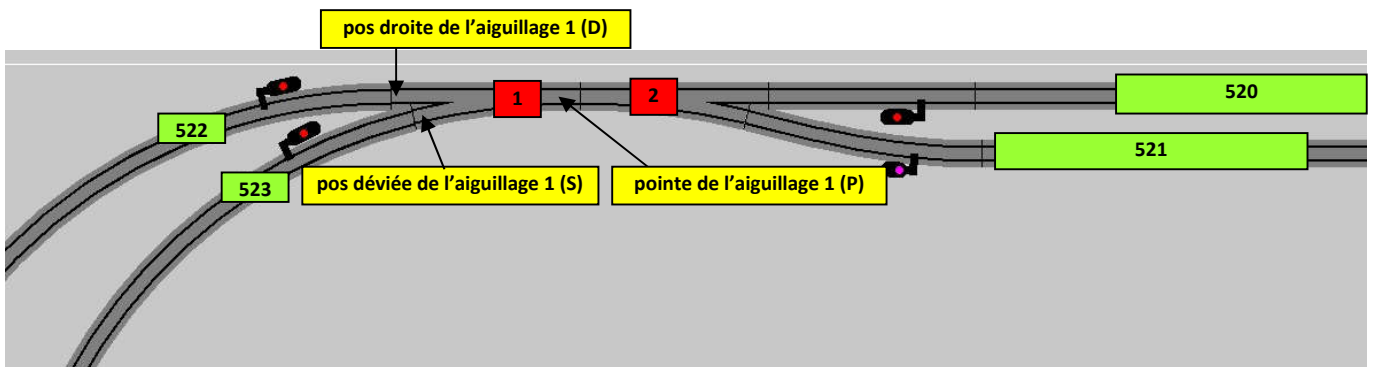 pos droite de l'aiguillage 1 (D)
1
2
520
522
521
523
pos déviée de l'aiguillage 1 (S)
pointe de l'aiguillage 1 (P)